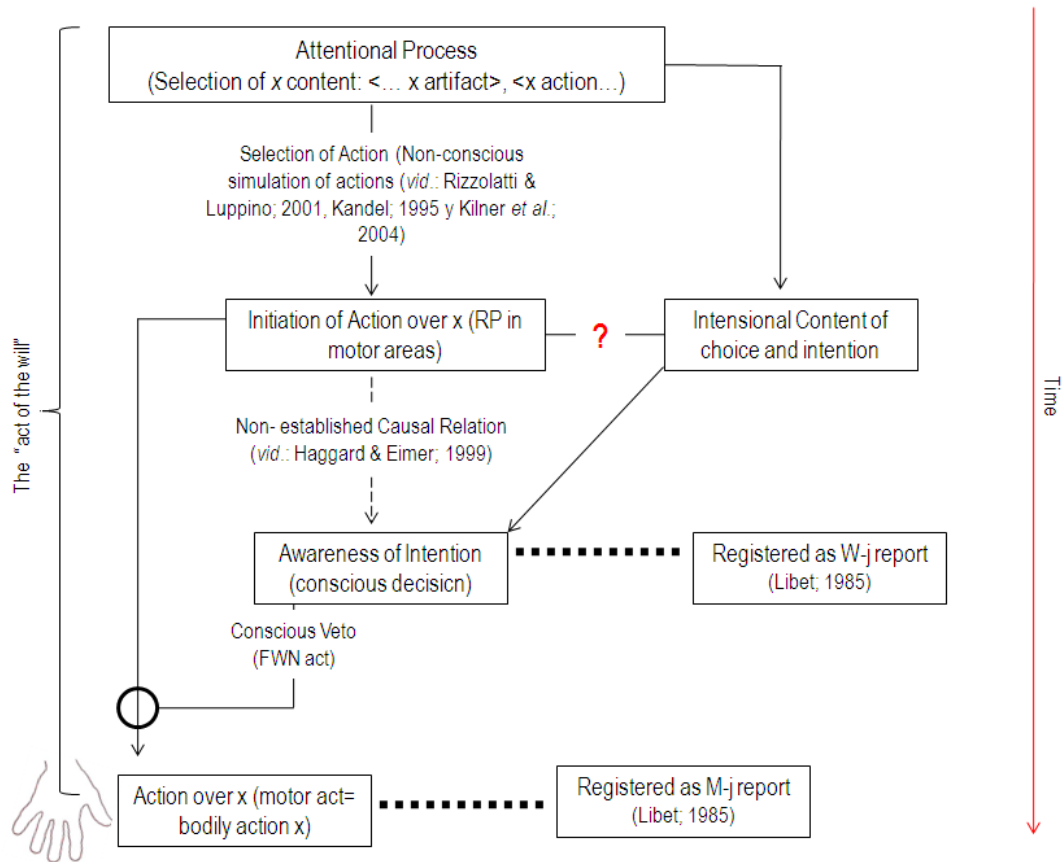 Attentional Process
(Selection of x content: <... x artifact>, <x action...)
Selection of Action (Non-conscious
simulation of actions (vid.: Rizzolatti &
Luppino; 2001, Kandel; 1995 y Kilner et al.;
2004)
Initiation of Action over x (RP in
motor areas)
?
Intensional Content of
choice and intention
The "act of the will"
Time
Non- established Causal Relation
(vid.: Haggard & Eimer; 1999)
Awareness of Intention
(conscious decisicn)
Registered as W-j report
(Libet; 1985)
Conscious Veto
(FWN act)
Action over x (motor act=
bodily action x)
Registered as M-j report
(Libet; 1985)